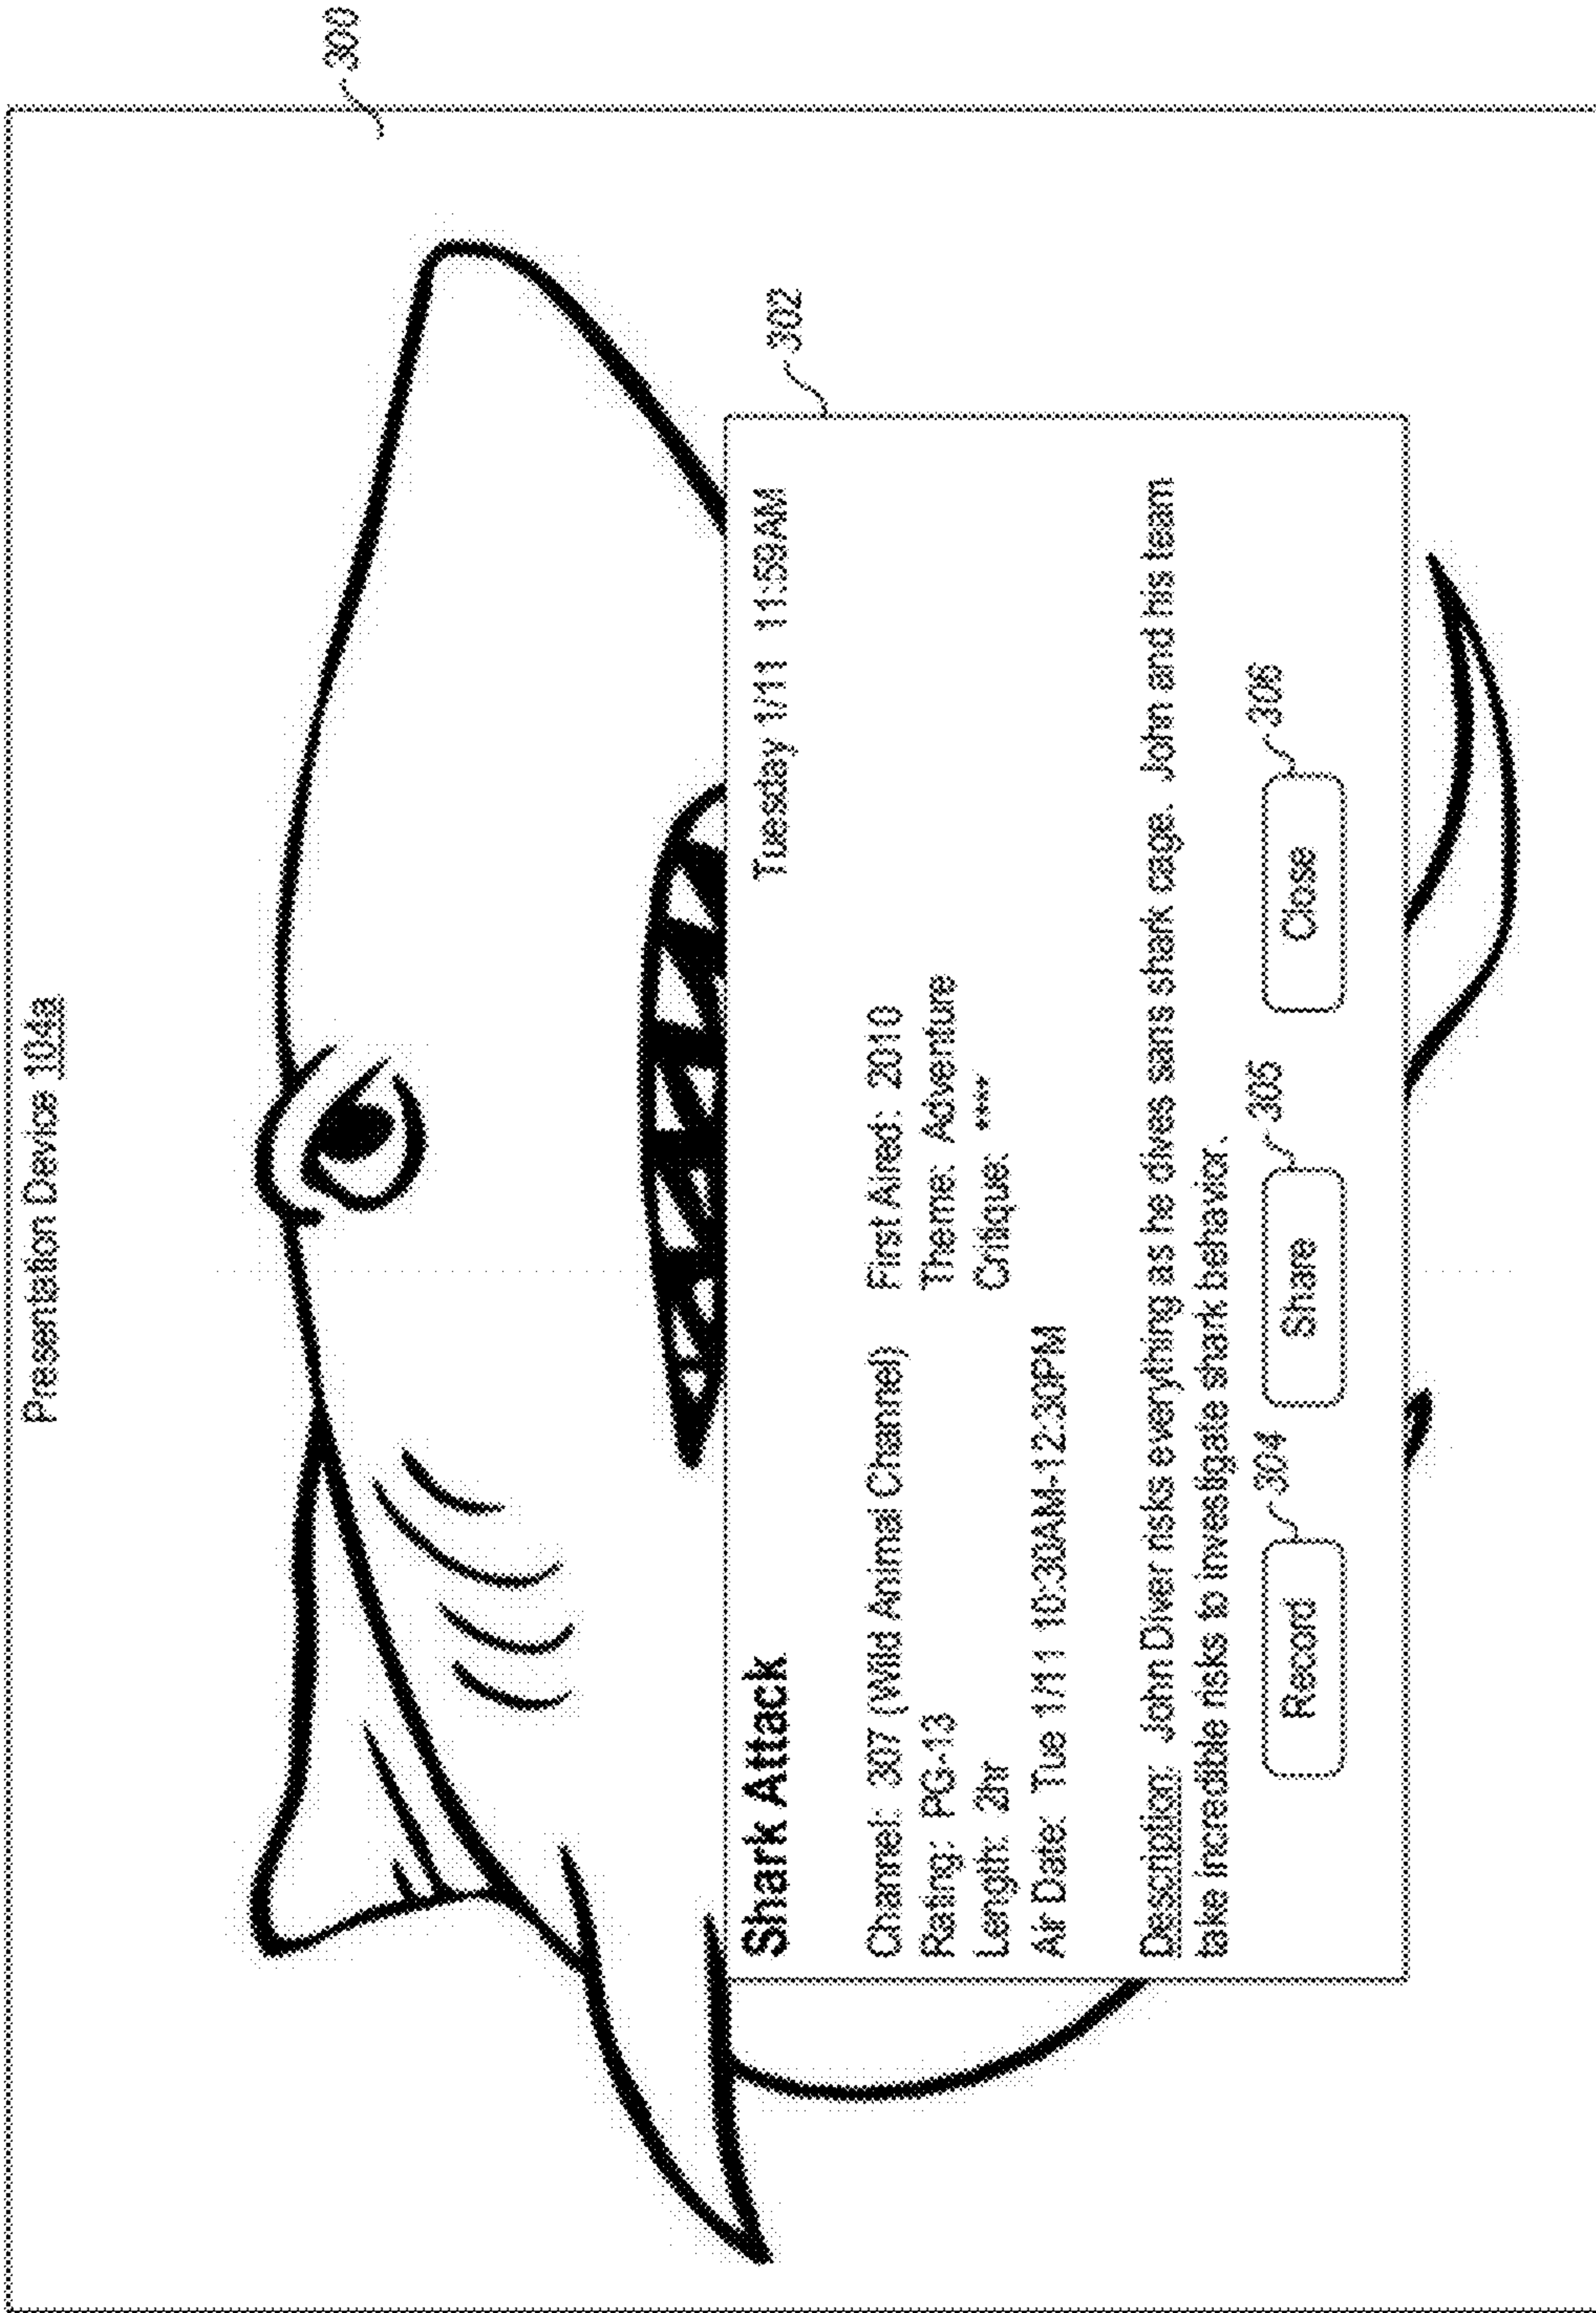 Presentation Device 104a
300
302
Shark Attack
Tuesday 1/11 11:59AM
Channel: 307 (Wild Animal Channel)
First Aired: 2010
Rating: PG-13
Theme: Adventure
Length: 2hr
Critique: ****
Air Date: Tue 1/11 10:30AM-12:30PM
Description: John Diver risks everything as he dives sans shark cage. John and his team
take incredible risks to investigate shark behavior.
304
305
306
Record
Share
Close